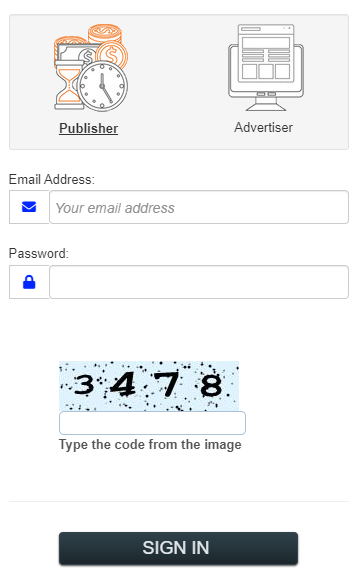 Publisher
Advertiser
Email Address:
Your email address
Password:
3478
Type the code from the image
SIGN IN